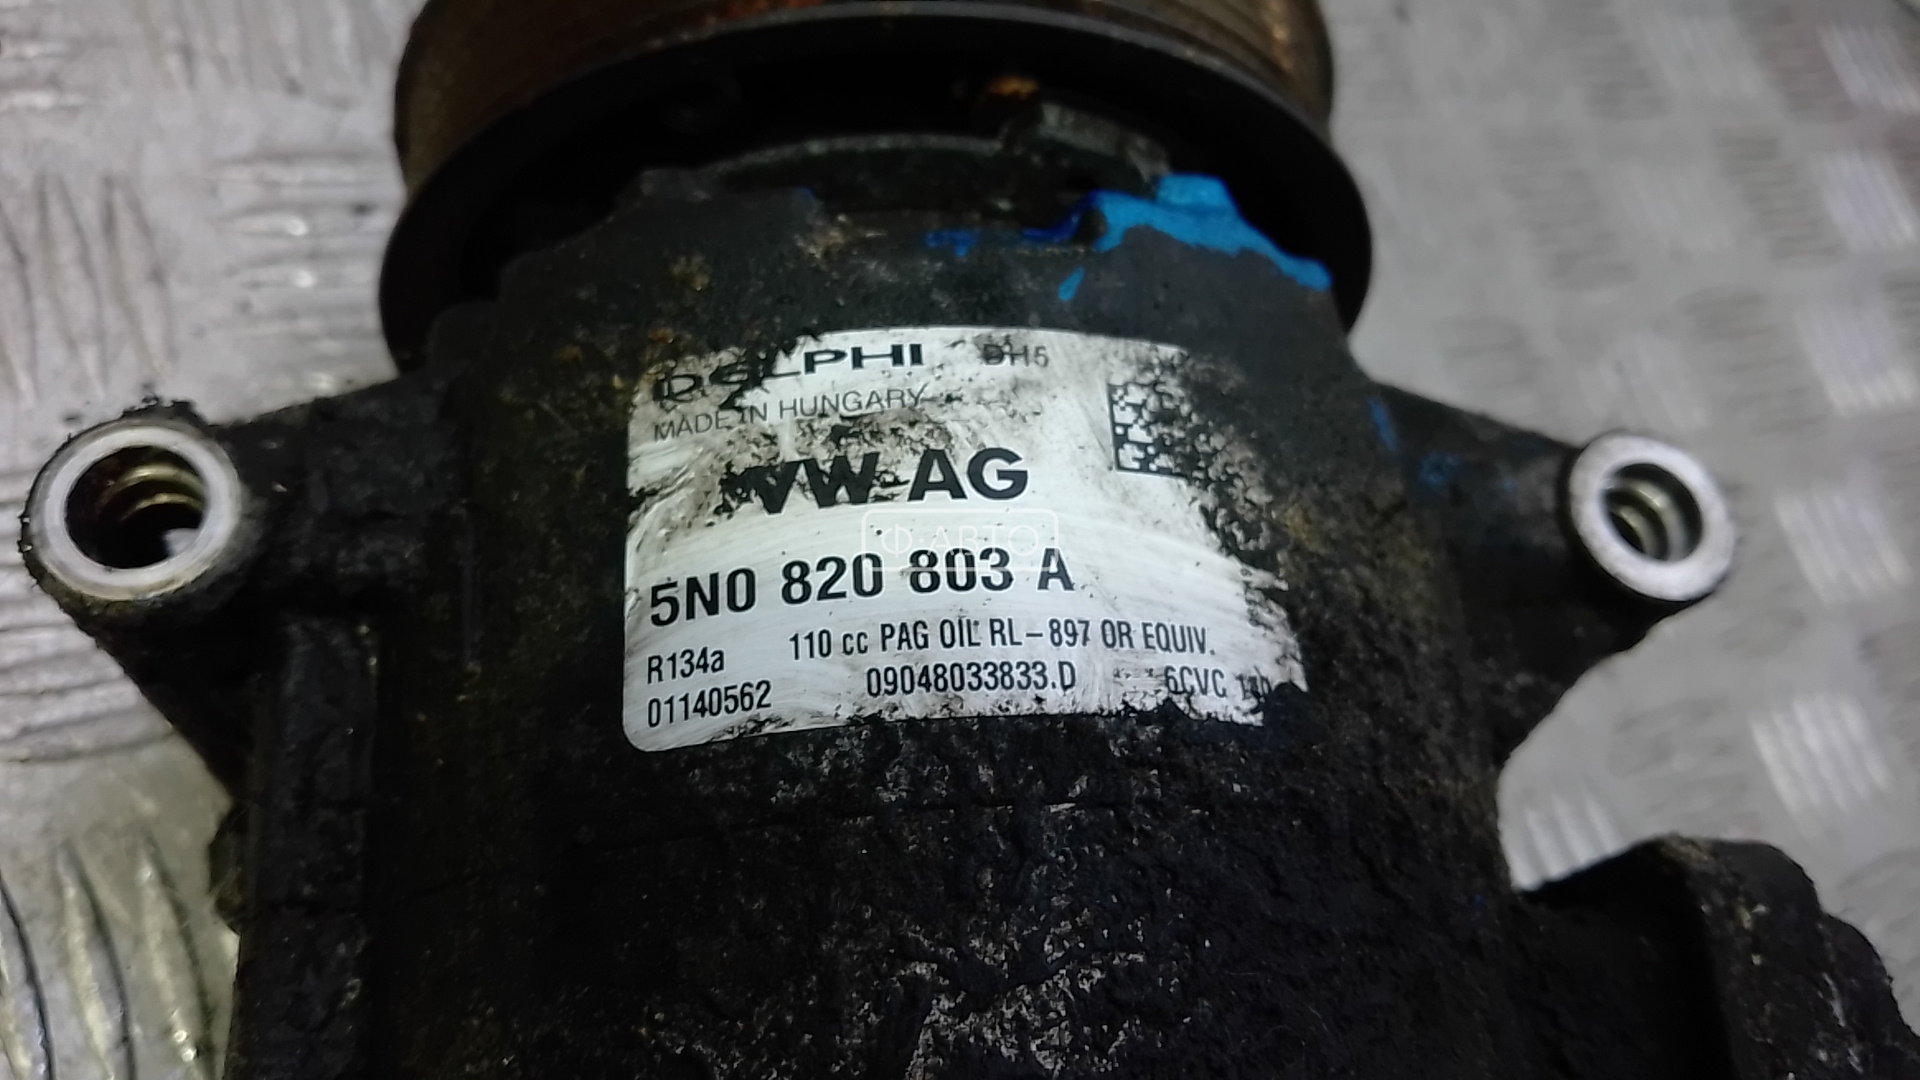 DELPHI DH5
MADE IN HUNGARY
VW AG
Ф-АВТО
5N0 820 803 A
R134a 110 cc PAG OIL RL-897 OR EQUIV.
01140562 09048033833.D 6CVC